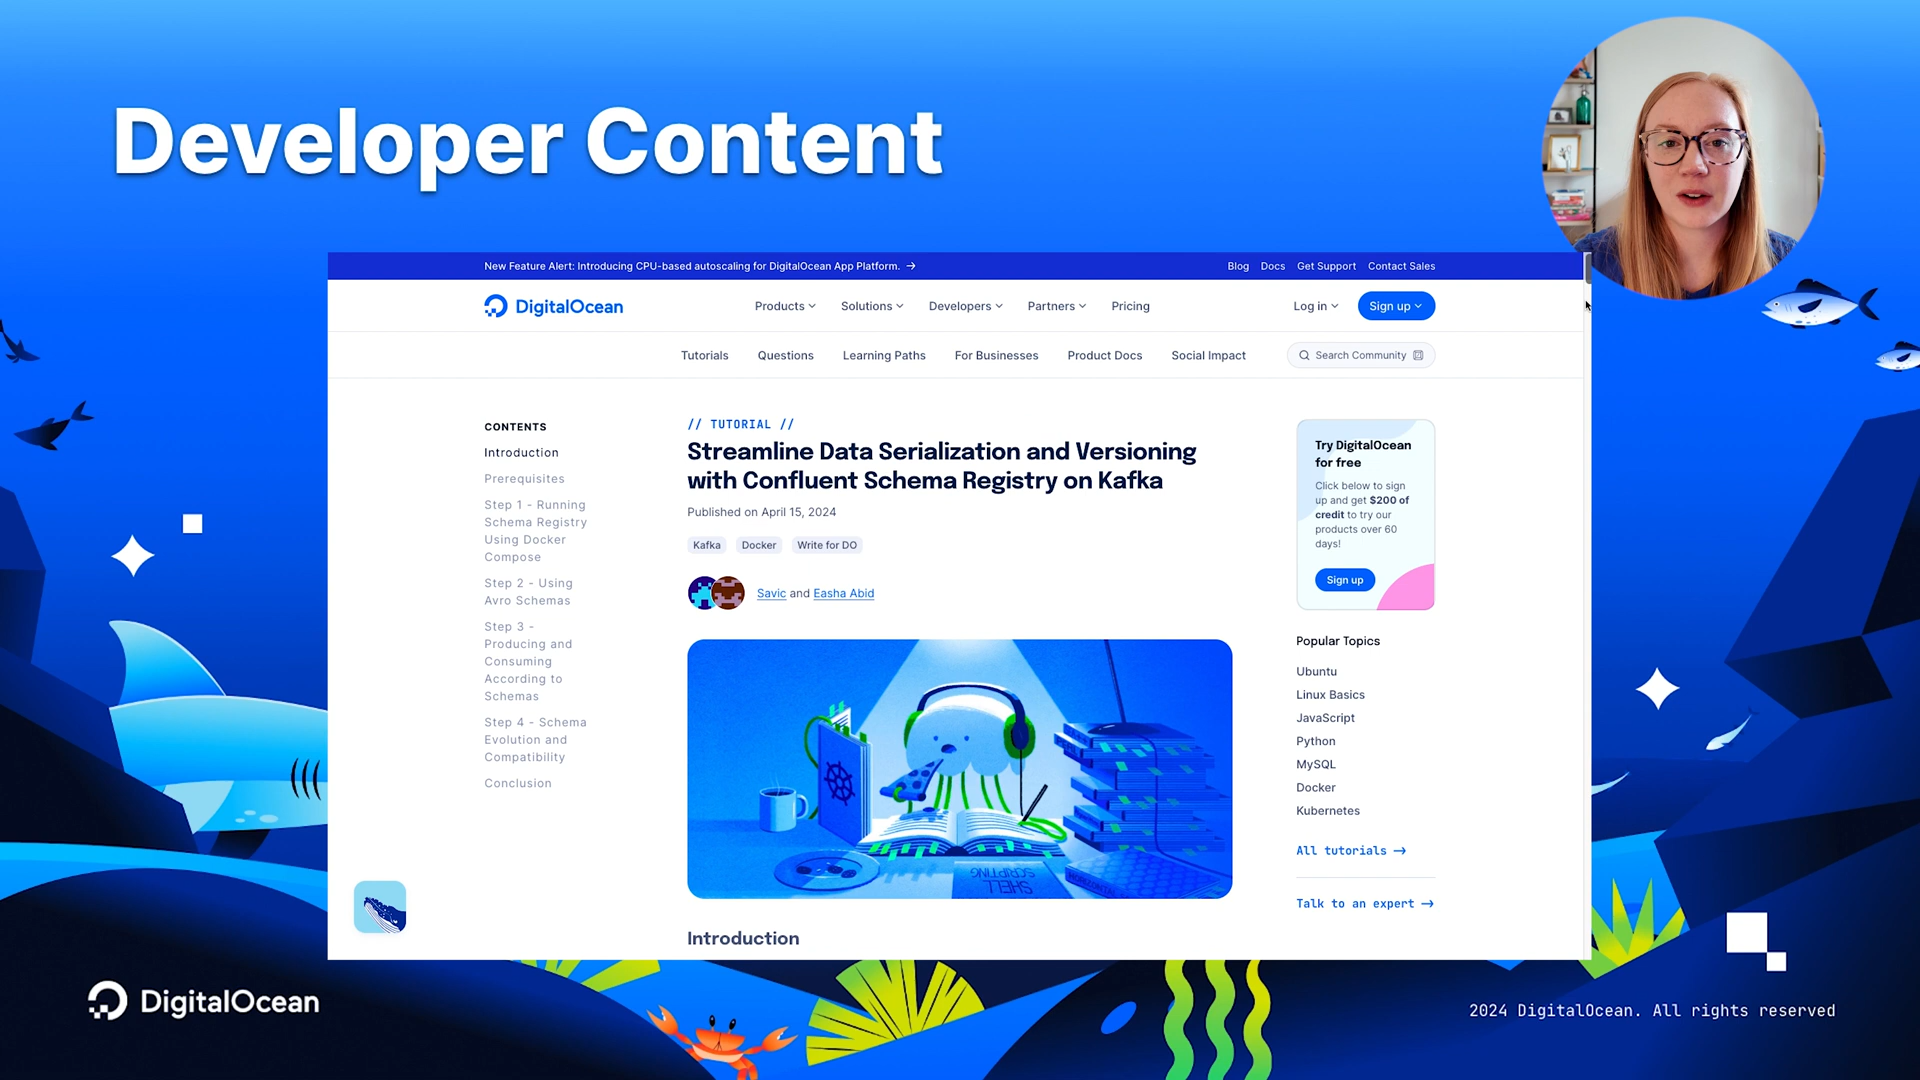 Developer Content
New Feature Alert: Introducing CPU-based autoscaling for DigitalOcean App Platform. →
Blog Docs Get Support Contact Sales
DigitalOcean
Products Solutions Developers Partners Pricing
Log in Sign up
Tutorials Questions Learning Paths For Businesses Product Docs Social Impact
Search Community
CONTENTS
Introduction
Prerequisites
Step 1 - Running
Schema Registry
Using Docker
Compose
Step 2 - Using
Avro Schemas
Step 3 -
Producing and
Consuming
According to
Schemas
Step 4 - Schema
Evolution and
Compatibility
Conclusion
// TUTORIAL //
Streamline Data Serialization and Versioning
with Confluent Schema Registry on Kafka
Published on April 15, 2024
Kafka Docker Write for DO
Savic and Easha Abid
SHELL
SCRIPTING
Introduction
Try DigitalOcean
for free
Click below to sign
up and get $200 of
credit to try our
products over 60
days!
Sign up
Popular Topics
Ubuntu
Linux Basics
JavaScript
Python
MySQL
Docker
Kubernetes
All tutorials →
Talk to an expert →
DigitalOcean
2024 DigitalOcean. All rights reserved